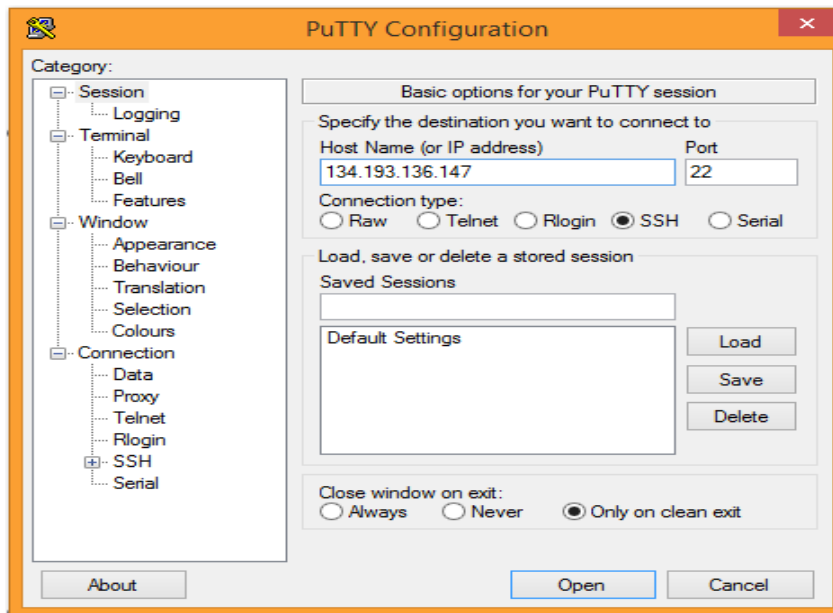 PuTTY Configuration
Category:
Session
Logging
Terminal
Keyboard
Bell
Features
Window
Appearance
Behaviour
Translation
Selection
Colours
Connection
Data
Proxy
Telnet
Rlogin
SSH
Serial
Basic options for your PuTTY session
Specify the destination you want to connect to
Host Name (or IP address) Port
134.193.136.147 22
Connection type:
Raw Telnet Rlogin SSH Serial
Load, save or delete a stored session
Saved Sessions
Default Settings
Load
Save
Delete
Close window on exit:
Always Never Only on clean exit
About Open Cancel